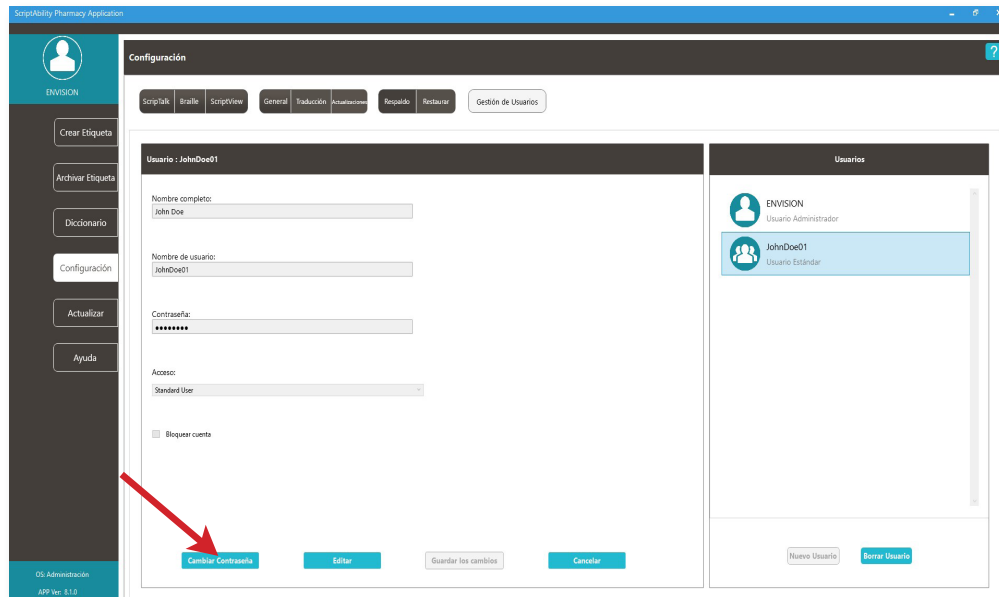 ScriptAbility Pharmacy Application
ENVISION
Crear Etiqueta
Archivar Etiqueta
Diccionario
Configuración
Actualizar
Ayuda
OS: Administración
APP Ver: 8.1.0
Configuración
?
ScripTalk Braille ScriptView General Traducción Actualizaciones Respaldo Restaurar Gestión de Usuarios
Usuario : JohnDoe01
Nombre completo:
John Doe
Nombre de usuario:
JohnDoe01
Contraseña:
Acceso:
Standard User
Bloquear cuenta
Cambiar Contraseña Editar Guardar los cambios Cancelar
Usuarios
ENVISION
Usuario Administrador
JohnDoe01
Usuario Estándar
Nuevo Usuario Borrar Usuario